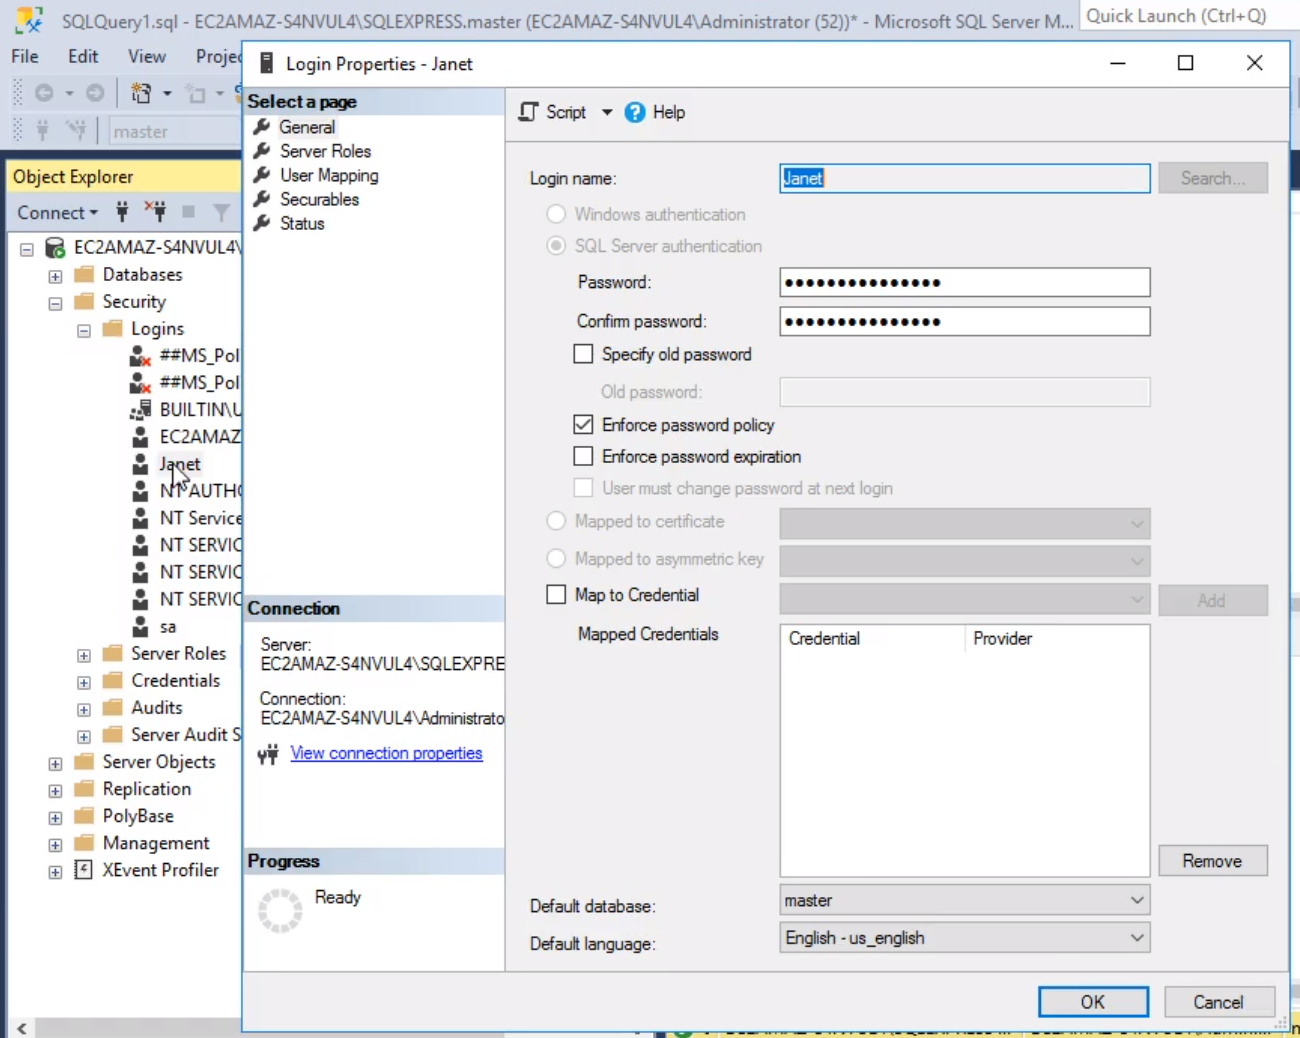 SQLQuery1.sql - EC2AMAZ-S4NVUL4\SQLEXPRESS.master (EC2AMAZ-S4NVUL4\Administrator (52))* - Microsoft SQL Server M...
Quick Launch (Ctrl+Q)
File Edit View Projec
master
Object Explorer
Connect
EC2AMAZ-S4NVUL4\
Databases
Security
Logins
##MS_Pol
##MS_Pol
BUILTIN\U
EC2AMAZ
Janet
NT AUTHO
NT Service
NT SERVIC
NT SERVIC
NT SERVIC
sa
Server Roles
Credentials
Audits
Server Audit S
Server Objects
Replication
PolyBase
Management
XEvent Profiler
Login Properties - Janet
Select a page
General
Server Roles
User Mapping
Securables
Status
Connection
Server:
EC2AMAZ-S4NVUL4\SQLEXPRE
Connection:
EC2AMAZ-S4NVUL4\Administrato
View connection properties
Progress
Ready
Script Help
Login name: Janet Search...
Windows authentication
SQL Server authentication
Password: •••••••••••••••
Confirm password: •••••••••••••••
Specify old password
Old password:
Enforce password policy
Enforce password expiration
User must change password at next login
Mapped to certificate
Mapped to asymmetric key
Map to Credential Add
Mapped Credentials Credential Provider
Remove
Default database: master
Default language: English - us_english
OK Cancel